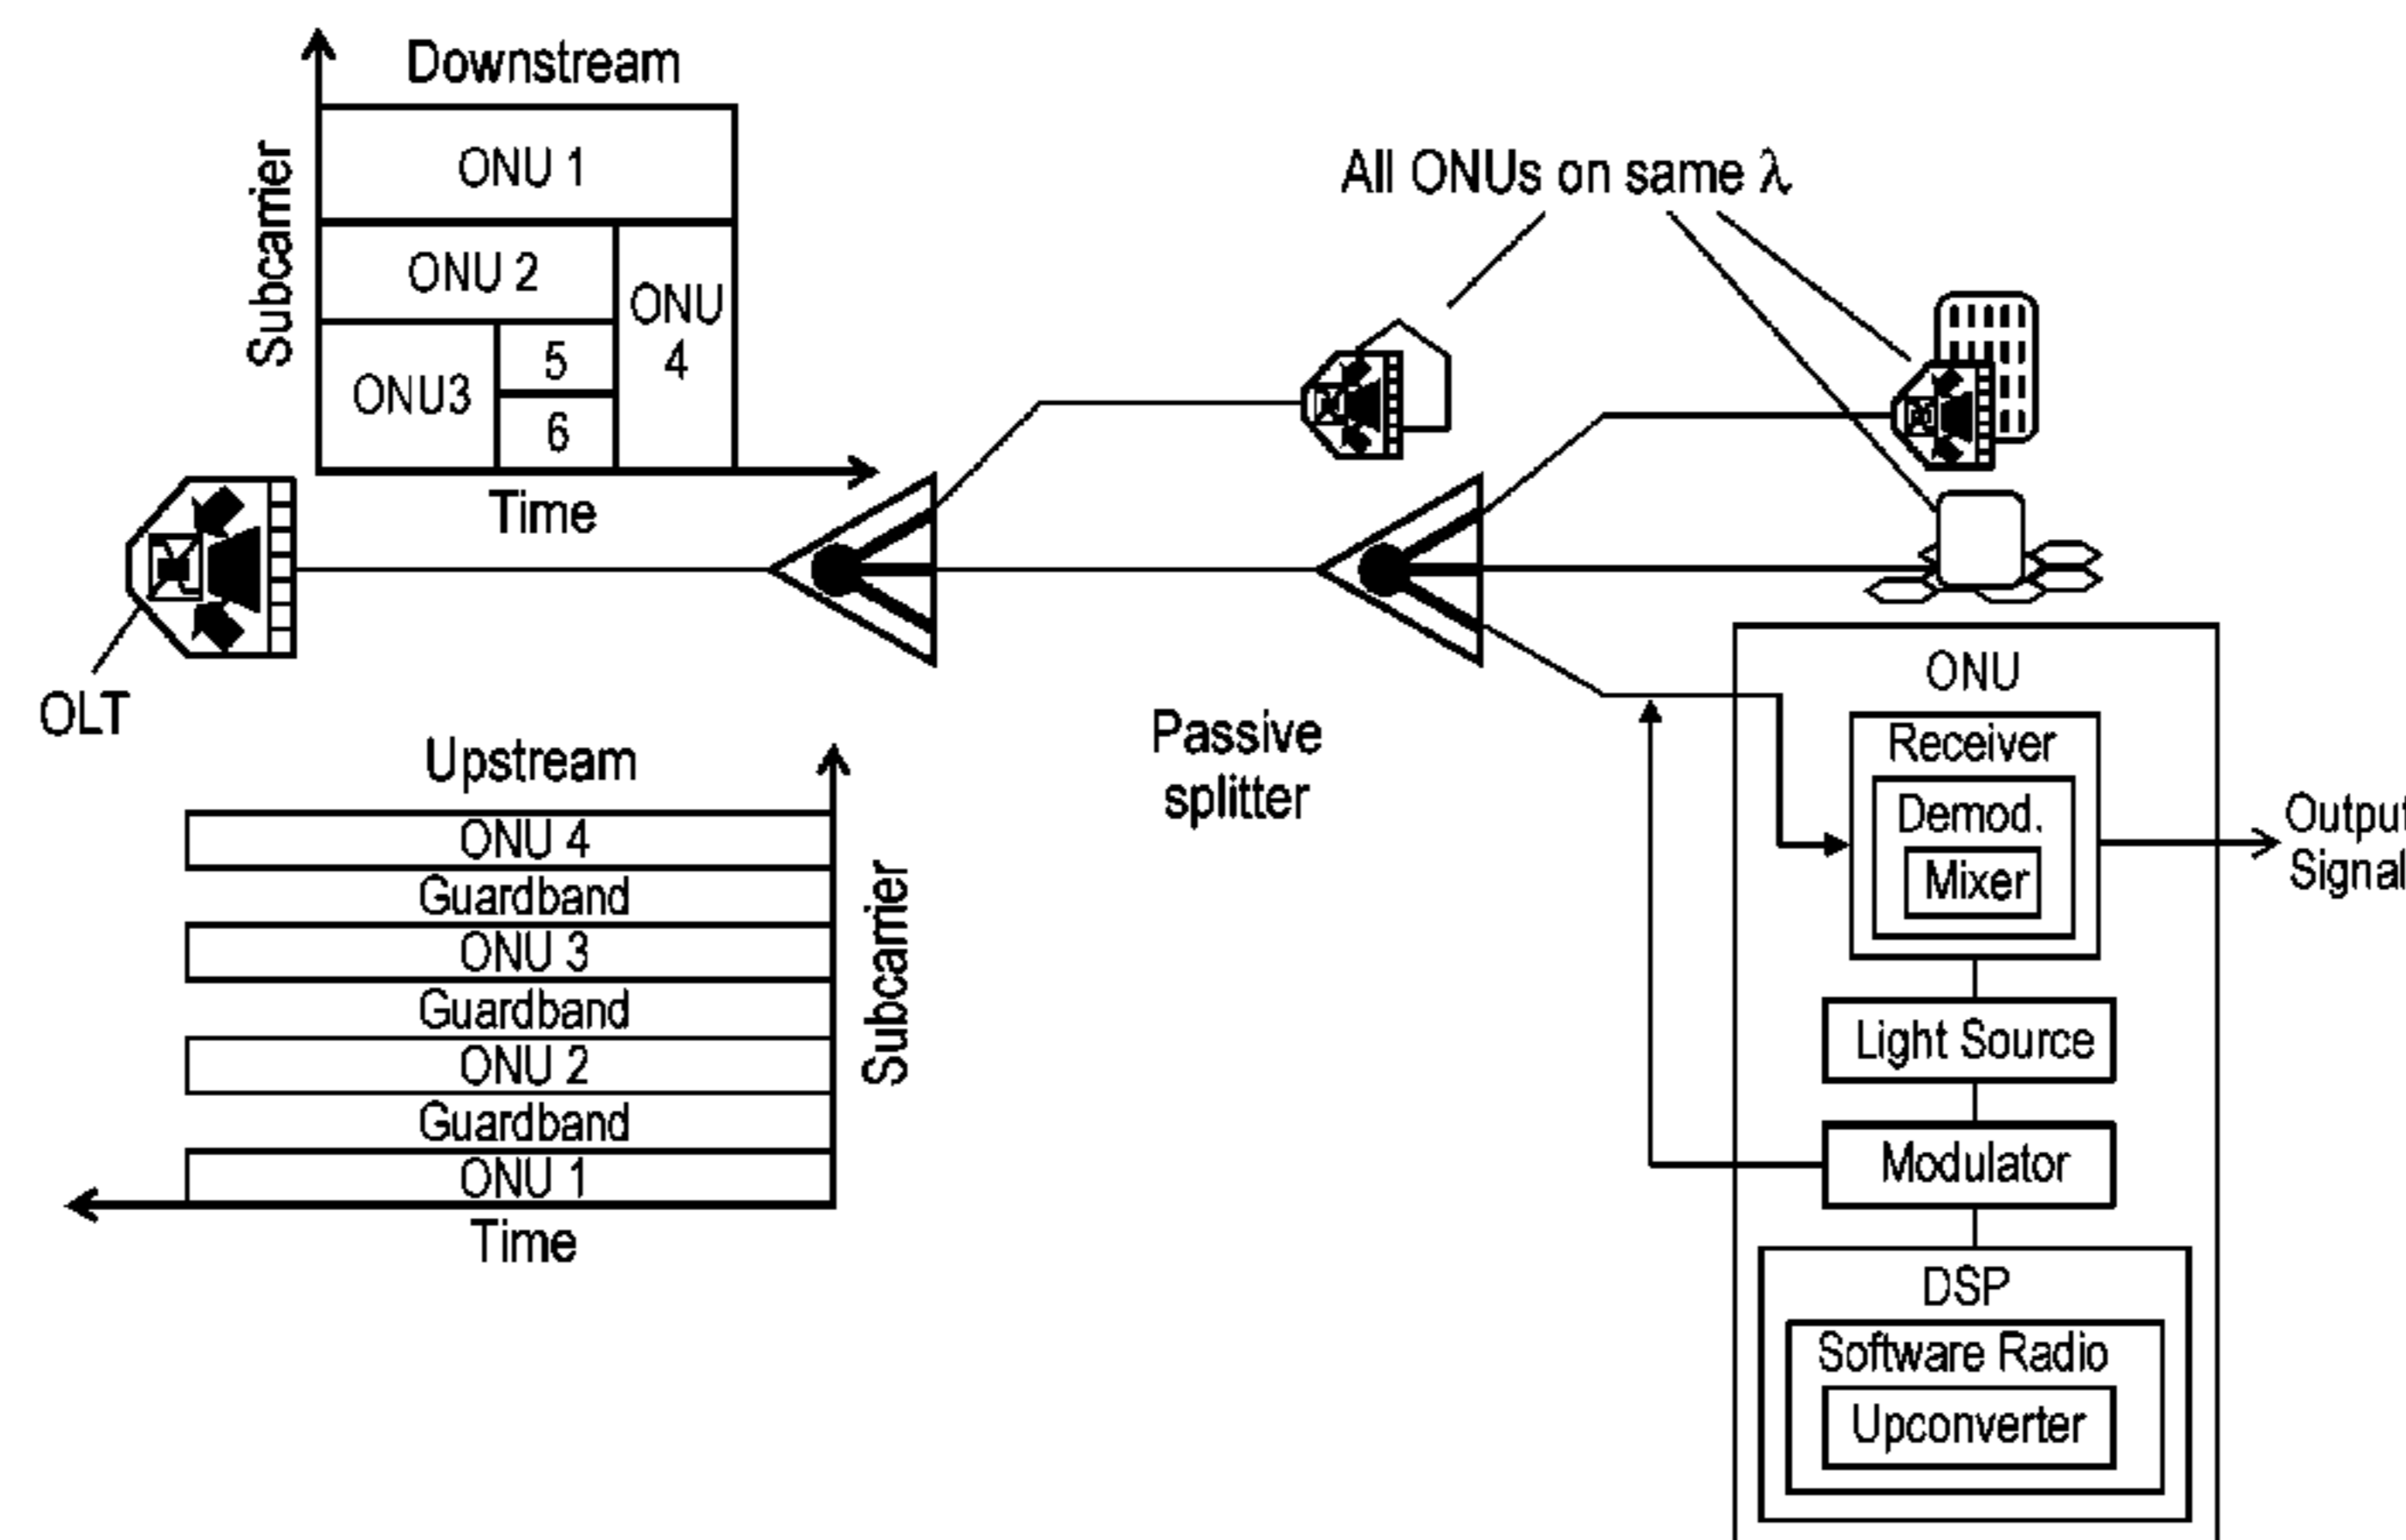 Downstream
Subcarrier
ONU 1
ONU 2
ONU
4
ONU3
5
6
Time
All ONUs on same λ
OLT
Passive
splitter
Upstream
Subcarrier
ONU 4
Guardband
ONU 3
Guardband
ONU 2
Guardband
ONU 1
Time
ONU
Receiver
Demod.
Mixer
Output
Signal
Light Source
Modulator
DSP
Software Radio
Upconverter